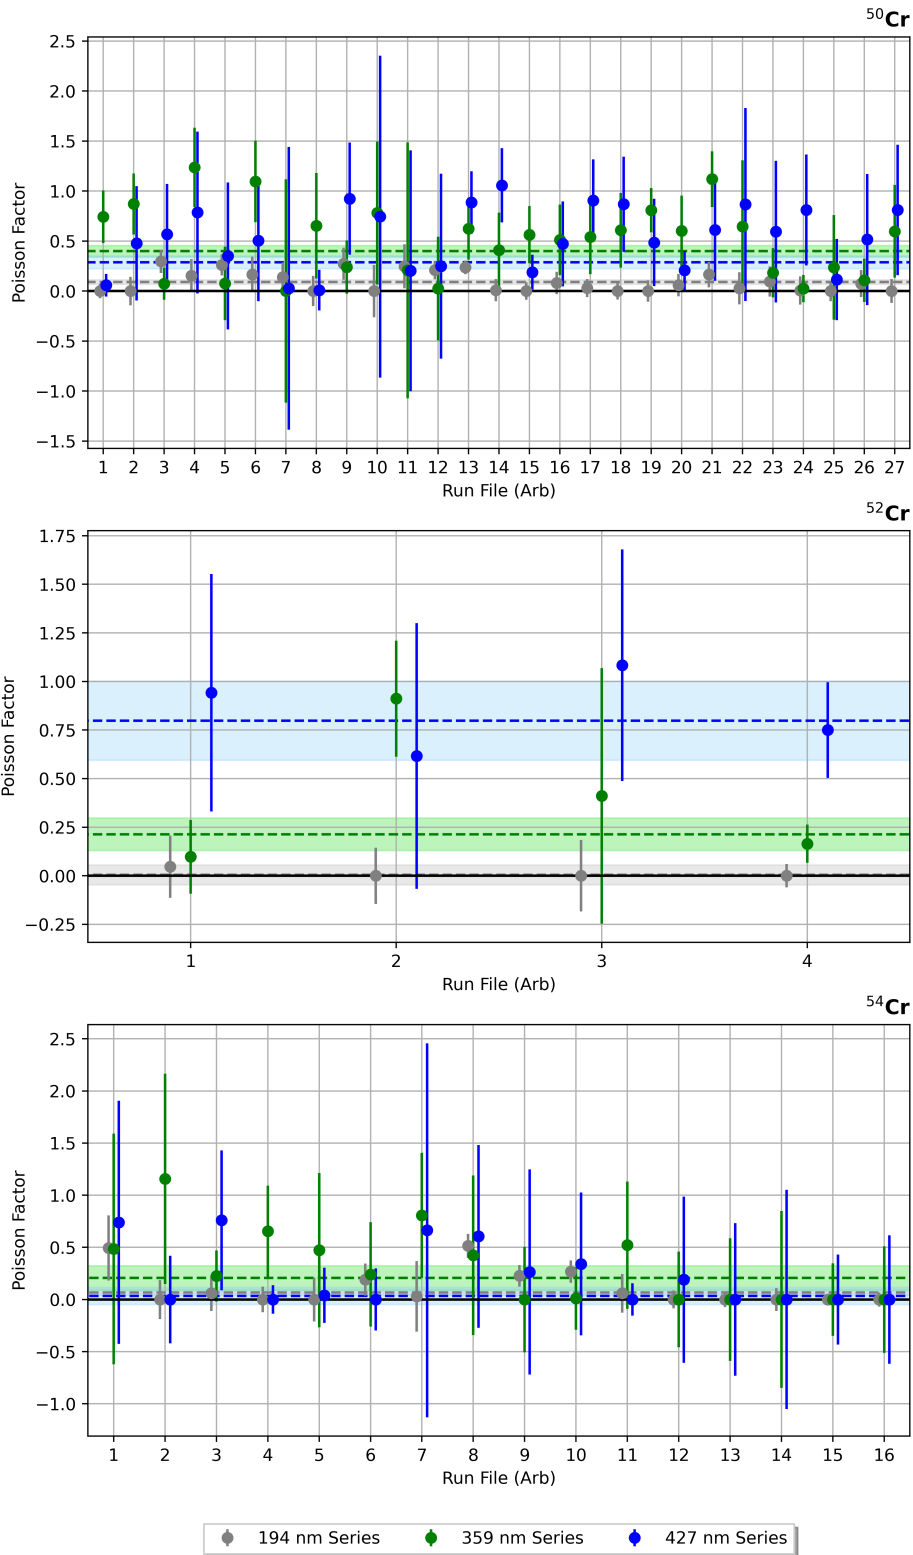 ⁵⁰Cr
2.5
2.0
1.5
1.0
0.5
0.0
−0.5
−1.0
−1.5
Poisson Factor
1 2 3 4 5 6 7 8 9 10 11 12 13 14 15 16 17 18 19 20 21 22 23 24 25 26 27
Run File (Arb)
⁵²Cr
1.75
1.50
1.25
1.00
0.75
0.50
0.25
0.00
−0.25
Poisson Factor
1 2 3 4
Run File (Arb)
⁵⁴Cr
2.5
2.0
1.5
1.0
0.5
0.0
−0.5
−1.0
Poisson Factor
1 2 3 4 5 6 7 8 9 10 11 12 13 14 15 16
Run File (Arb)
194 nm Series 359 nm Series 427 nm Series